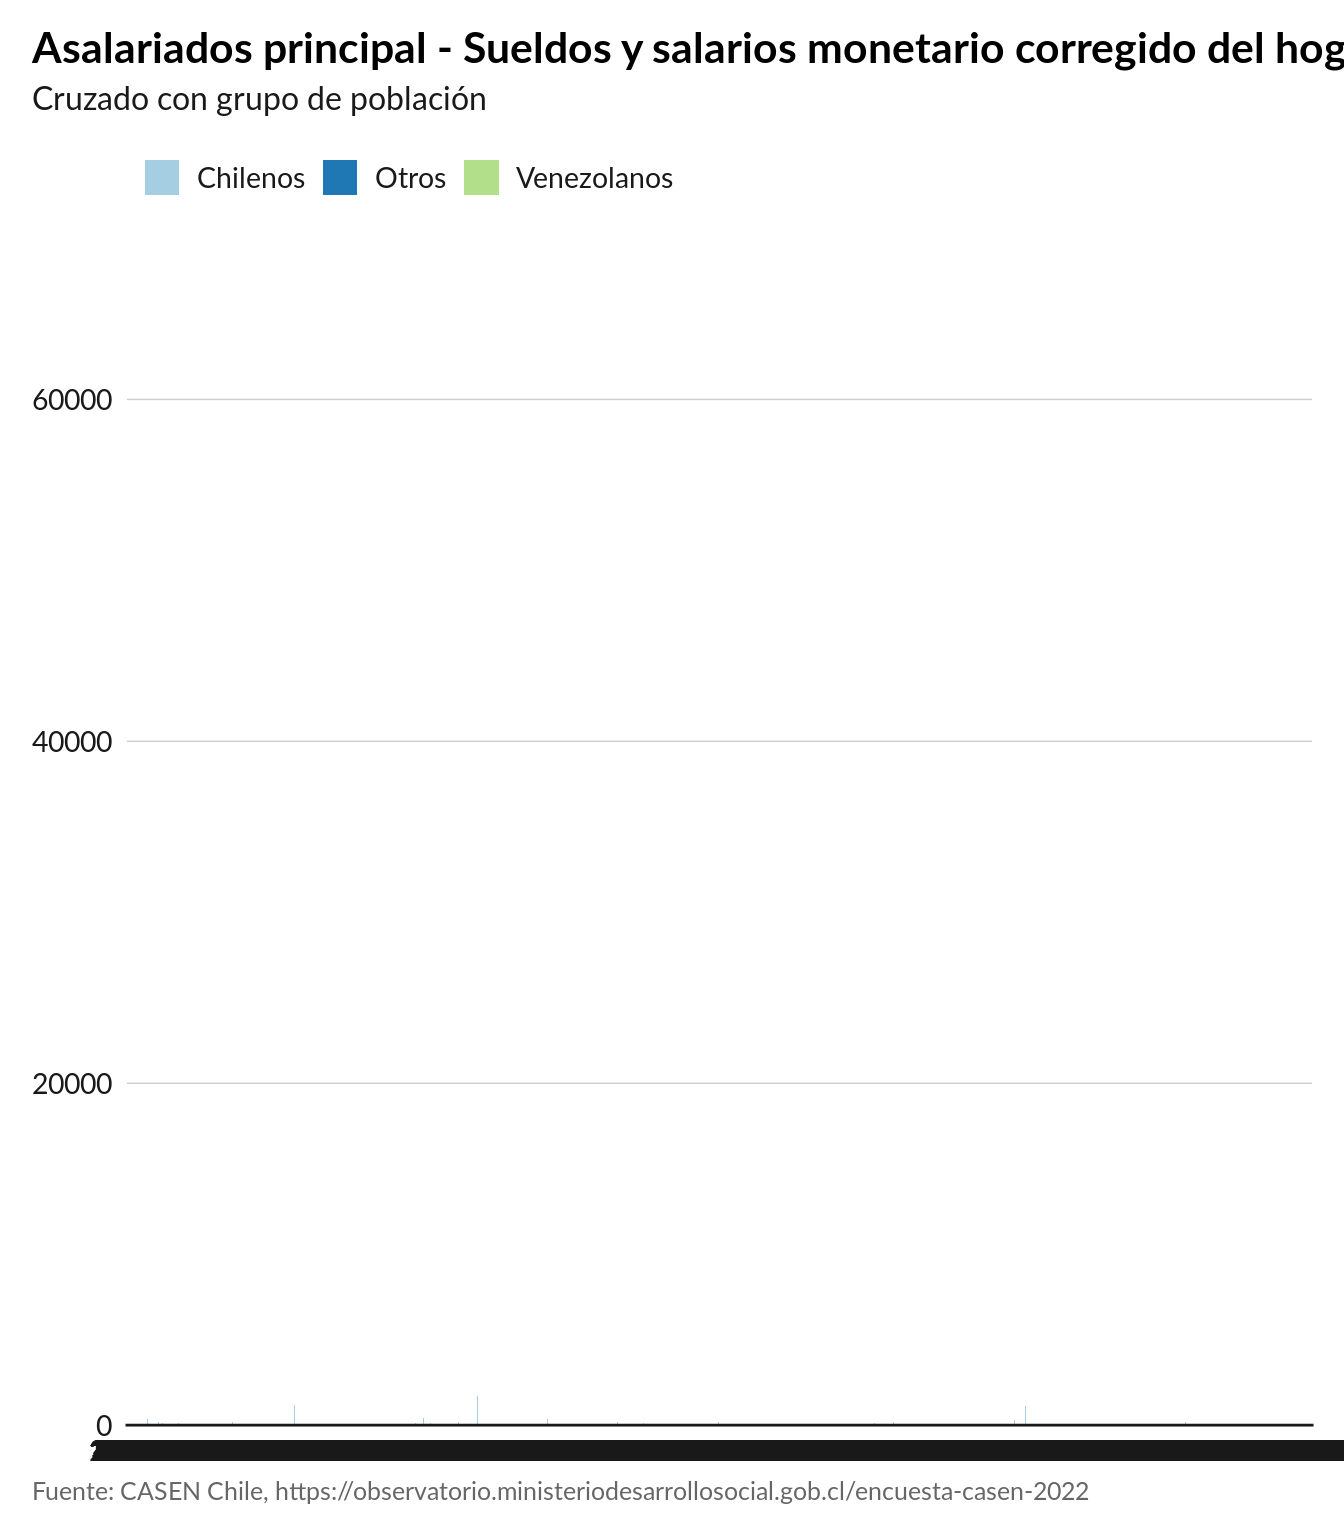 Asalariados principal - Sueldos y salarios monetario corregido del hog
Cruzado con grupo de población
Chilenos Otros Venezolanos
60000
40000
20000
0
Fuente: CASEN Chile, https://observatorio.ministeriodesarrollosocial.gob.cl/encuesta-casen-2022